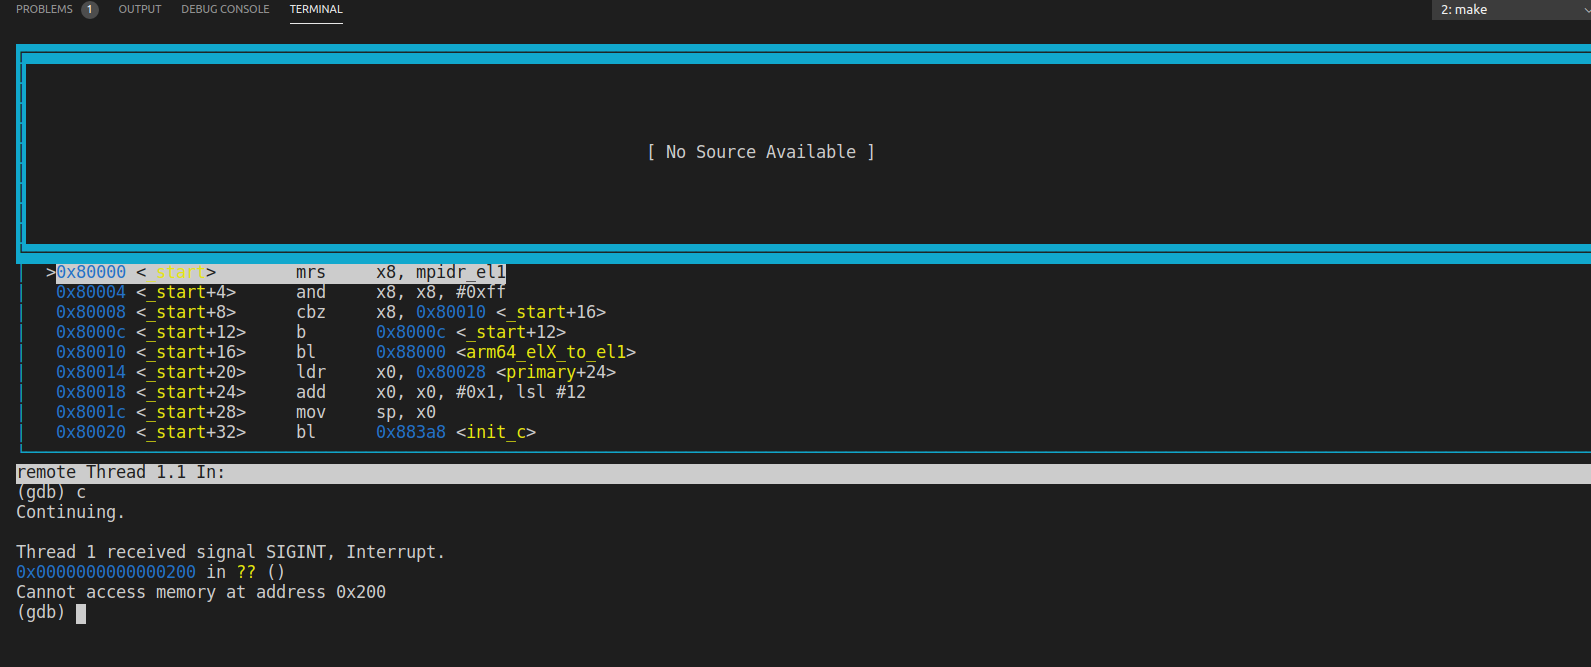 PROBLEMS 1 OUTPUT DEBUG CONSOLE TERMINAL 2: make
[ No Source Available ]
>0x80000 <_start> mrs x8, mpidr_el1
0x80004 <_start+4> and x8, x8, #0xff
0x80008 <_start+8> cbz x8, 0x80010 <_start+16>
0x8000c <_start+12> b 0x8000c <_start+12>
0x80010 <_start+16> bl 0x88000 <arm64_elX_to_el1>
0x80014 <_start+20> ldr x0, 0x80028 <primary+24>
0x80018 <_start+24> add x0, x0, #0x1, lsl #12
0x8001c <_start+28> mov sp, x0
0x80020 <_start+32> bl 0x883a8 <init_c>
remote Thread 1.1 In:
(gdb) c
Continuing.
Thread 1 received signal SIGINT, Interrupt.
0x0000000000000200 in ?? ()
Cannot access memory at address 0x200
(gdb)